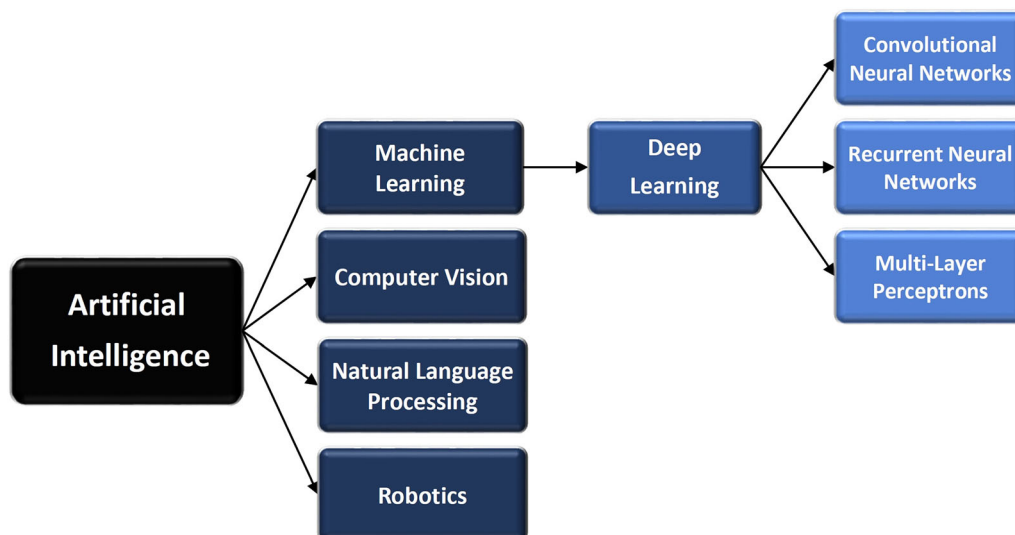 Artificial
Intelligence
Machine
Learning
Computer Vision
Natural Language
Processing
Robotics
Deep
Learning
Convolutional
Neural Networks
Recurrent Neural
Networks
Multi-Layer
Perceptrons